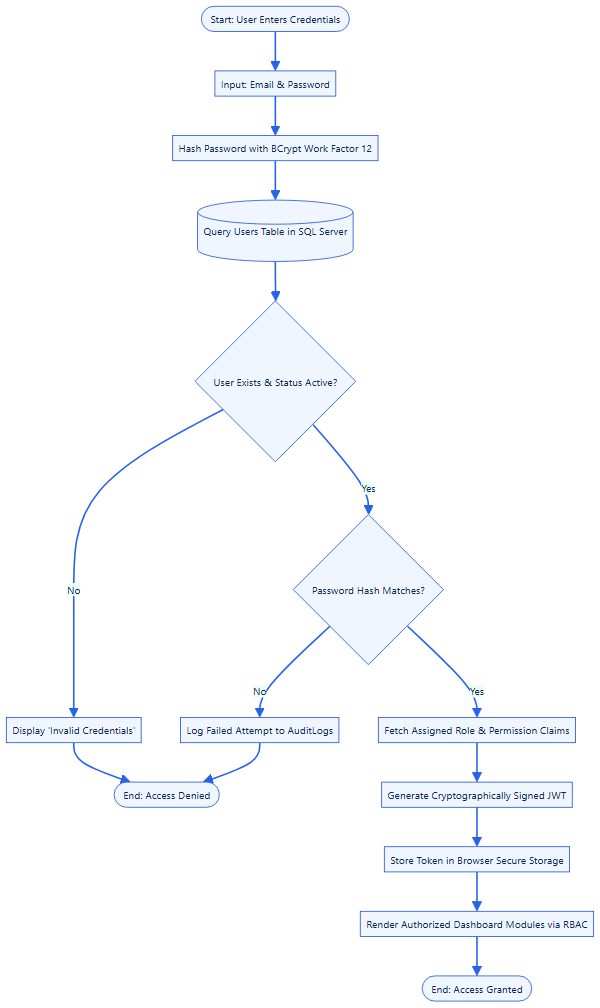 Start: User Enters Credentials
Input: Email & Password
Hash Password with BCrypt Work Factor 12
Query Users Table in SQL Server
User Exists & Status Active?
Yes
No
Password Hash Matches?
No
Yes
Display 'Invalid Credentials'
Log Failed Attempt to AuditLogs
Fetch Assigned Role & Permission Claims
End: Access Denied
Generate Cryptographically Signed JWT
Store Token in Browser Secure Storage
Render Authorized Dashboard Modules via RBAC
End: Access Granted